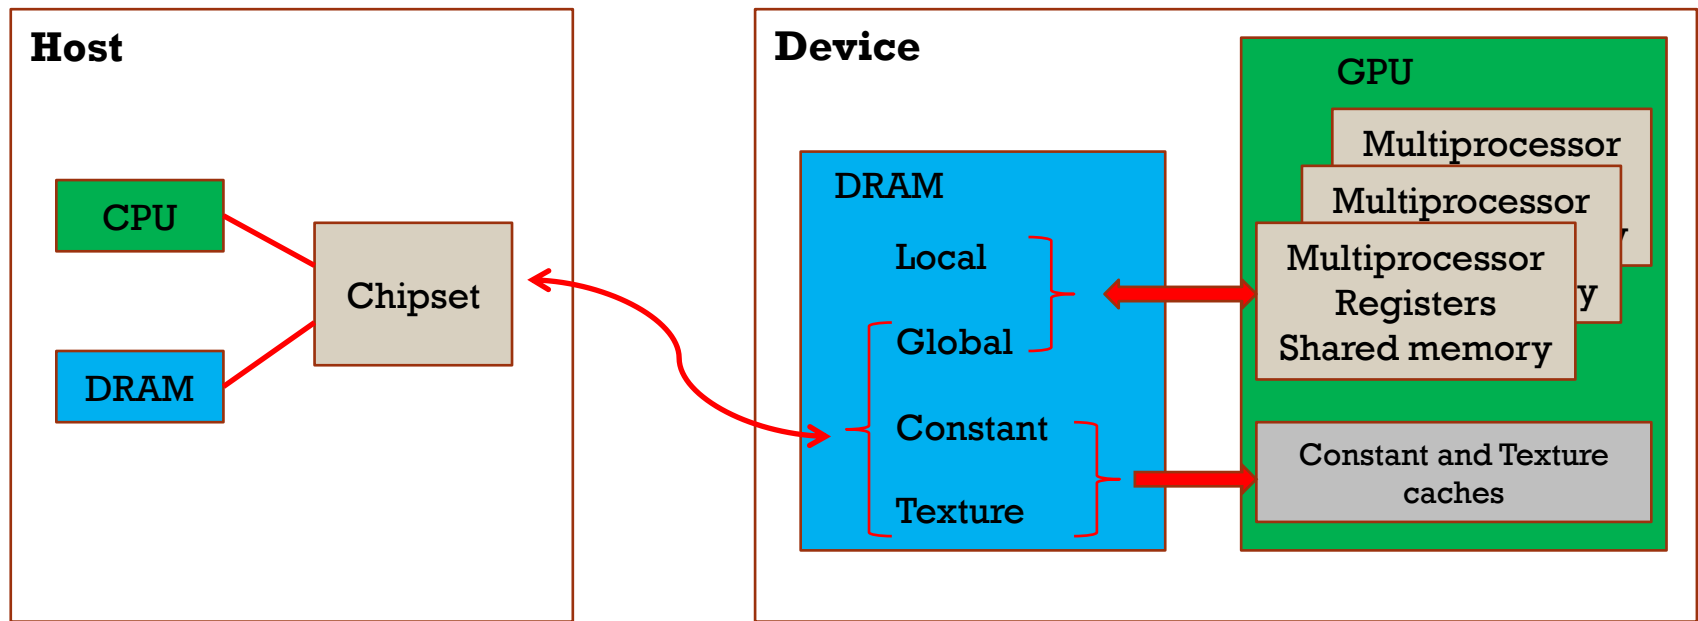 Host
CPU
Chipset
DRAM
Device
DRAM
Local
Global
Constant
Texture
GPU
Multiprocessor
Multiprocessor
y
Multiprocessor
Registers
y
Shared memory
Constant and Texture
caches